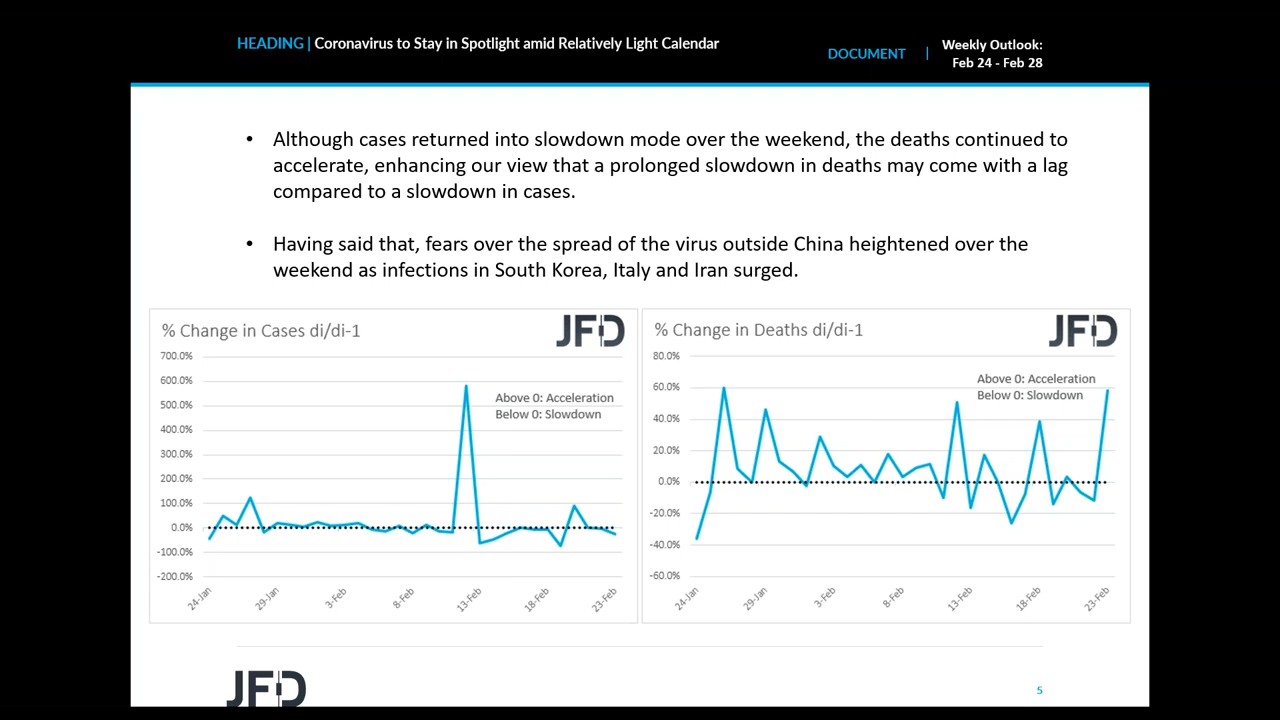 HEADING | Coronavirus to Stay in Spotlight amid Relatively Light Calendar
DOCUMENT | Weekly Outlook:
Feb 24 - Feb 28
• Although cases returned into slowdown mode over the weekend, the deaths continued to
accelerate, enhancing our view that a prolonged slowdown in deaths may come with a lag
compared to a slowdown in cases.
• Having said that, fears over the spread of the virus outside China heightened over the
weekend as infections in South Korea, Italy and Iran surged.
% Change in Cases di/di-1
JFD
700.0%
600.0%
500.0%
400.0%
300.0%
200.0%
100.0%
0.0%
-100.0%
-200.0%
Above 0: Acceleration
Below 0: Slowdown
24-Jan
29-Jan
3-Feb
8-Feb
13-Feb
18-Feb
23-Feb
% Change in Deaths di/di-1
JFD
80.0%
60.0%
40.0%
20.0%
0.0%
-20.0%
-40.0%
-60.0%
Above 0: Acceleration
Below 0: Slowdown
24-Jan
29-Jan
3-Feb
8-Feb
13-Feb
18-Feb
23-Feb
JFD
5